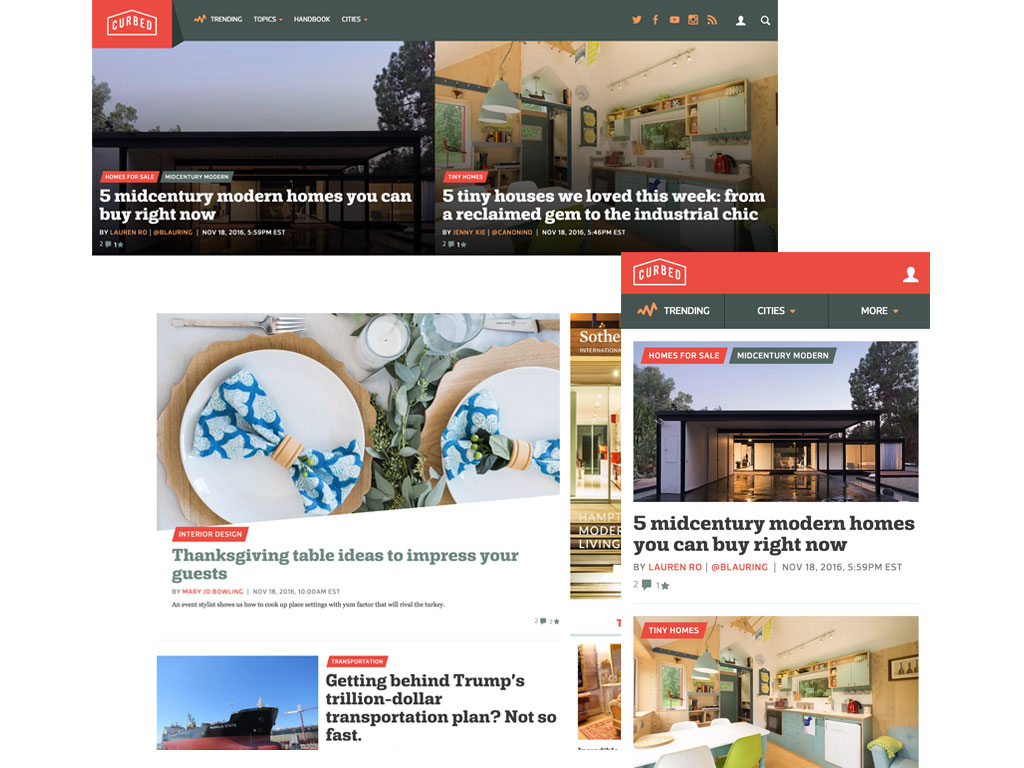 CURBED
TRENDING TOPICS HANDBOOK CITIES
HOMES FOR SALE MIDCENTURY MODERN
5 midcentury modern homes you can
buy right now
BY LAUREN RO | @BLAURING | NOV 18, 2016, 5:59PM EST
2 1
TINY HOMES
5 tiny houses we loved this week: from
a reclaimed gem to the industrial chic
BY JENNY XIE | @CANONIND | NOV 18, 2016, 5:46PM EST
2 1
INTERIOR DESIGN
Thanksgiving table ideas to impress your
guests
BY MARY JO BOWLING | NOV 18, 2016, 10:00AM EST
An event stylist shows us how to cook up place settings with yum factor that will rival the turkey.
2 2
TRANSPORTATION
Getting behind Trump's
trillion-dollar
transportation plan? Not so
fast.
Sothe
INTERNATIONA
HAMPT
MODER
LIVING
T
CURBED
TRENDING CITIES MORE
HOMES FOR SALE MIDCENTURY MODERN
5 midcentury modern homes
you can buy right now
BY LAUREN RO | @BLAURING | NOV 18, 2016, 5:59PM EST
2 1
TINY HOMES